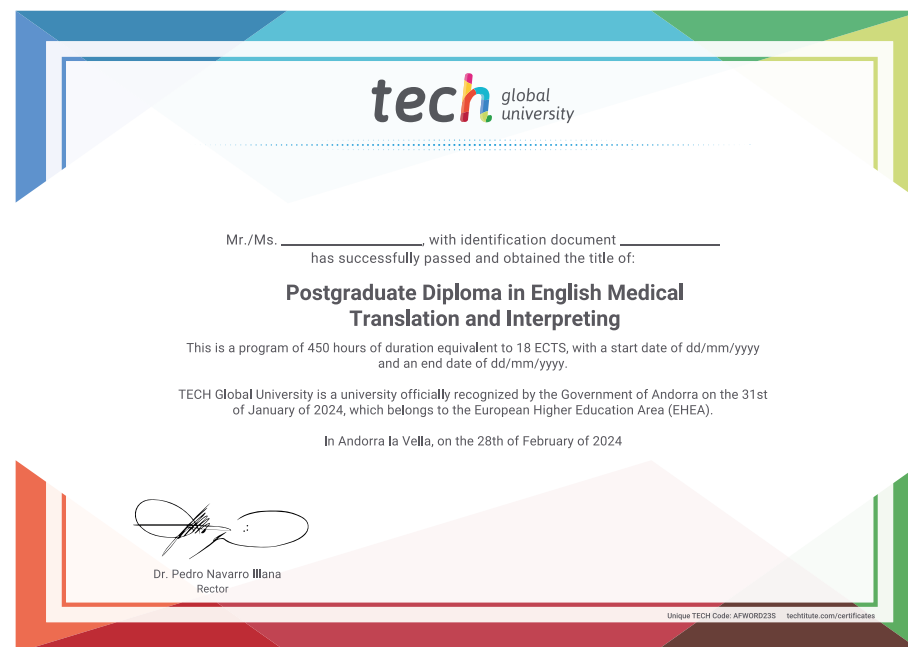 tech global
university
Mr./Ms. ____________________, with identification document ______________
has successfully passed and obtained the title of:
Postgraduate Diploma in English Medical
Translation and Interpreting
This is a program of 450 hours of duration equivalent to 18 ECTS, with a start date of dd/mm/yyyy
and an end date of dd/mm/yyyy.
TECH Global University is a university officially recognized by the Government of Andorra on the 31st
of January of 2024, which belongs to the European Higher Education Area (EHEA).
In Andorra la Vella, on the 28th of February of 2024
Dr. Pedro Navarro Illana
Rector
Unique TECH Code: AFWORD23S techtitute.com/certificates